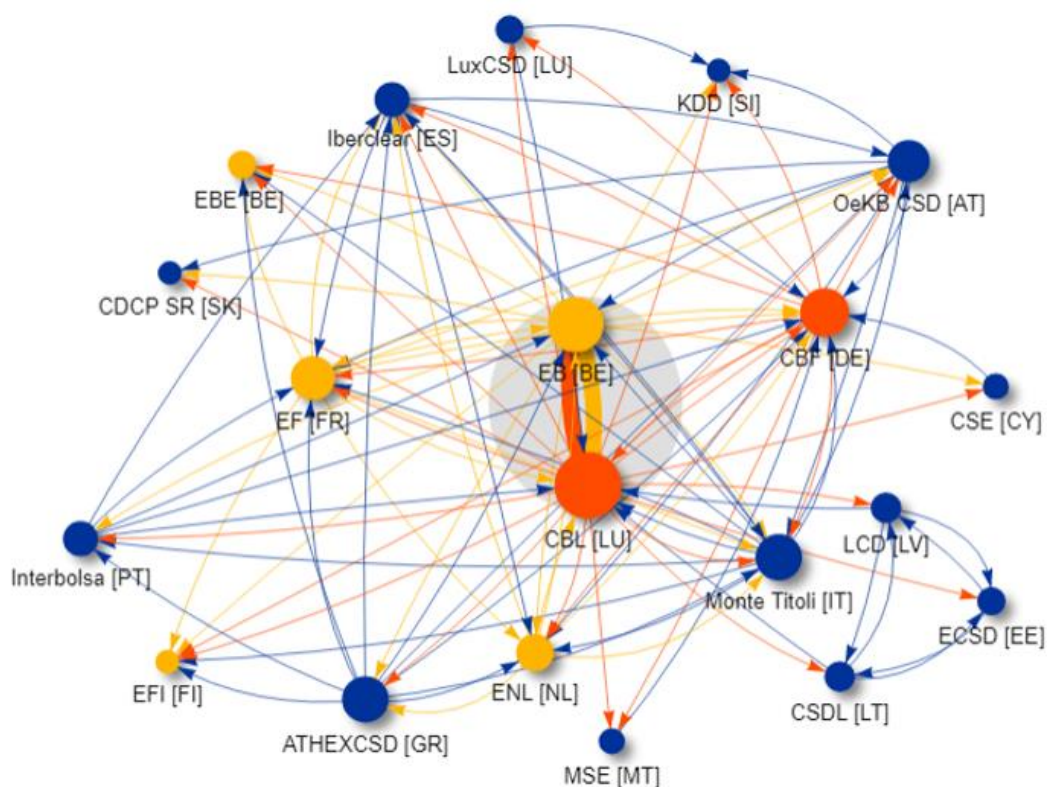 LuxCSD [LU]
KDD [SI]
Iberclear [ES]
EBE [BE]
OeKB CSD [AT]
CDCP SR [SK]
EB [BE]
CBF [DE]
EF [FR]
CSE [CY]
CBL [LU]
LCD [LV]
Interbolsa [PT]
Monte Titoli [IT]
ECSD [EE]
EFI [FI]
ENL [NL]
CSDL [LT]
ATHEXCSD [GR]
MSE [MT]